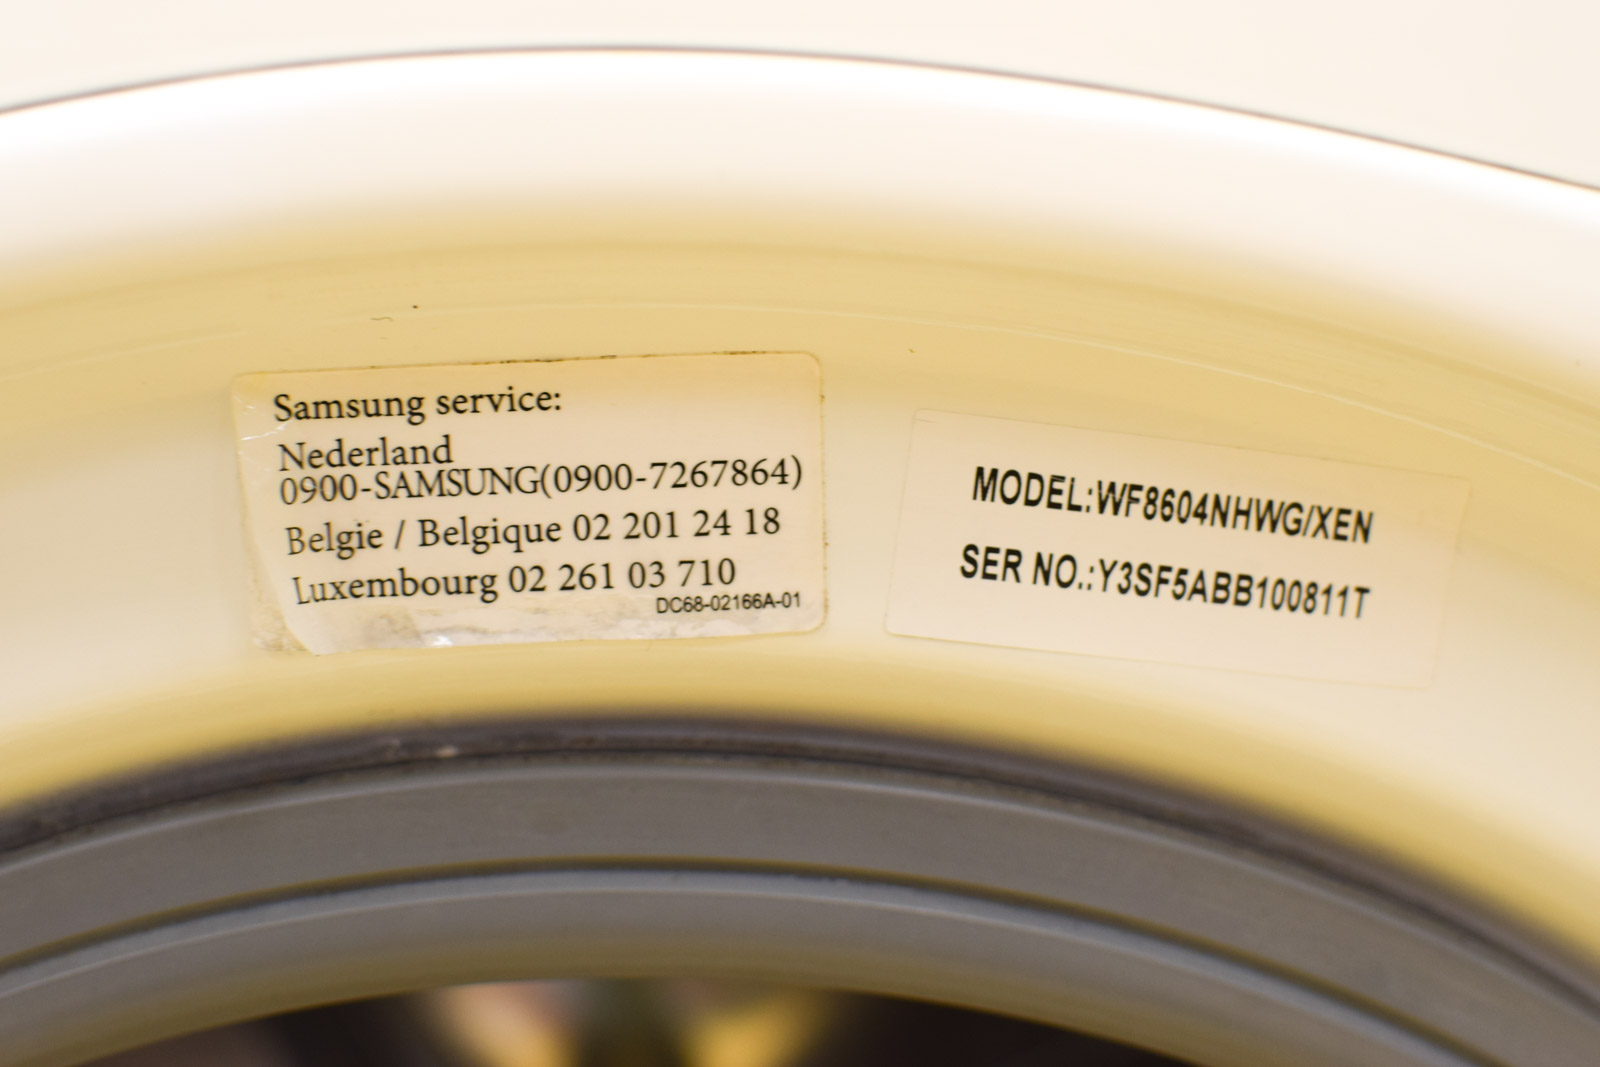 Samsung service:
Nederland
0900-SAMSUNG(0900-7267864)
Belgie / Belgique 02 201 24 18
Luxembourg 02 261 03 710
DC68-02166A-01
MODEL:WF8604NHWG/XEN
SER NO.:Y3SF5ABB100811T